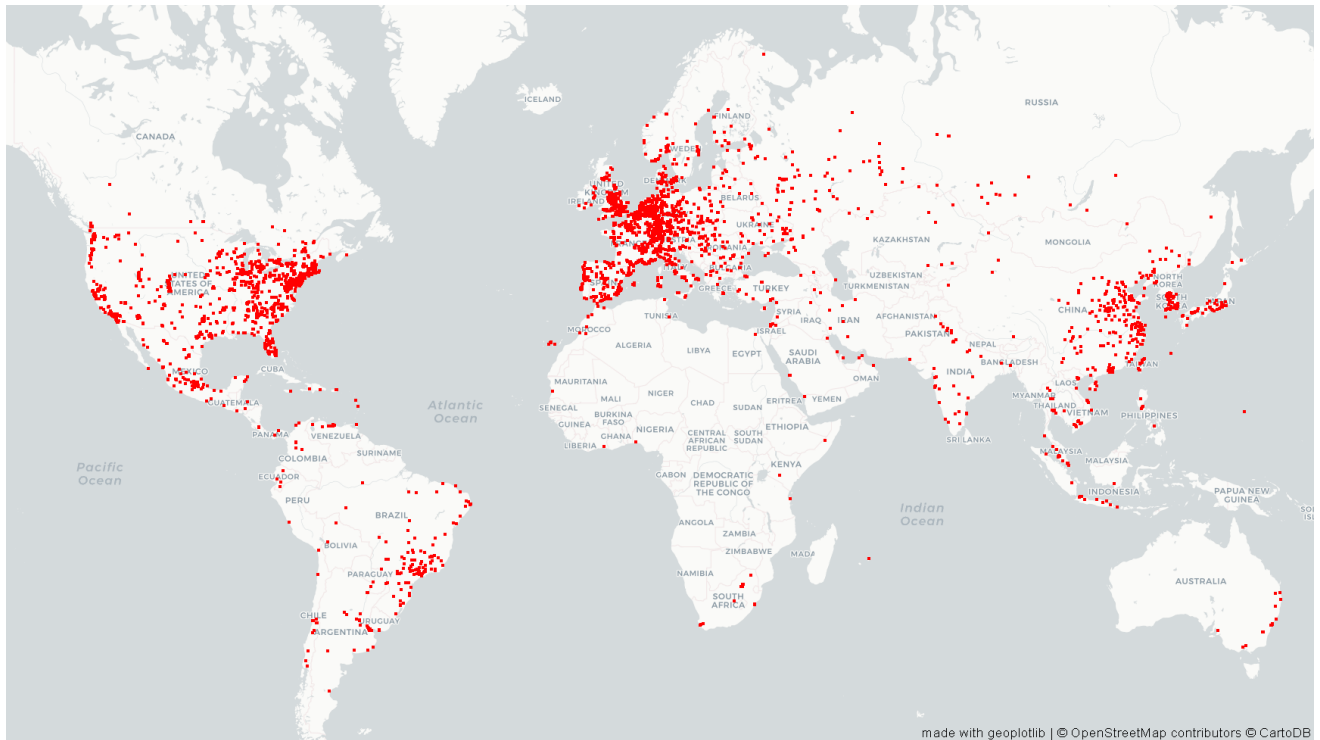 ICELAND
RUSSIA
FINLAND
CANADA
SWEDEN
UNITED
KINGDOM
IRELAND
BELARUS
UKRAINE
KAZAKHSTAN
MONGOLIA
UNITED
STATES OF
AMERICA
SPAIN
GREECE
TURKEY
UZBEKISTAN
TURKMENISTAN
NORTH
KOREA
SOUTH
KOREA
JAPAN
CHINA
TUNISIA
SYRIA
IRAQ
IRAN
AFGHANISTAN
PAKISTAN
MOROCCO
ISRAEL
ALGERIA
LIBYA
EGYPT
SAUDI
ARABIA
NEPAL
BANGLADESH
TAIWAN
MEXICO
CUBA
OMAN
INDIA
MAURITANIA
MALI
NIGER
CHAD
SUDAN
ERITREA
YEMEN
LAOS
MYANMAR
THAILAND
VIETNAM
PHILIPPINES
GUATEMALA
Atlantic
Ocean
SENEGAL
GUINEA
BURKINA
FASO
GHANA
NIGERIA
LIBERIA
CENTRAL
AFRICAN
REPUBLIC
SOUTH
SUDAN
ETHIOPIA
SRI LANKA
PANAMA
VENEZUELA
SURINAME
COLOMBIA
ECUADOR
Pacific
Ocean
MALAYSIA
MALAYSIA
GABON
DEMOCRATIC
REPUBLIC OF
THE CONGO
KENYA
INDONESIA
PAPUA NEW
GUINEA
PERU
BRAZIL
Indian
Ocean
ANGOLA
ZAMBIA
ZIMBABWE
MADA
BOLIVIA
PARAGUAY
NAMIBIA
SOUTH
AFRICA
AUSTRALIA
CHILE
URUGUAY
ARGENTINA
made with geoplotlib | © OpenStreetMap contributors © CartoDB